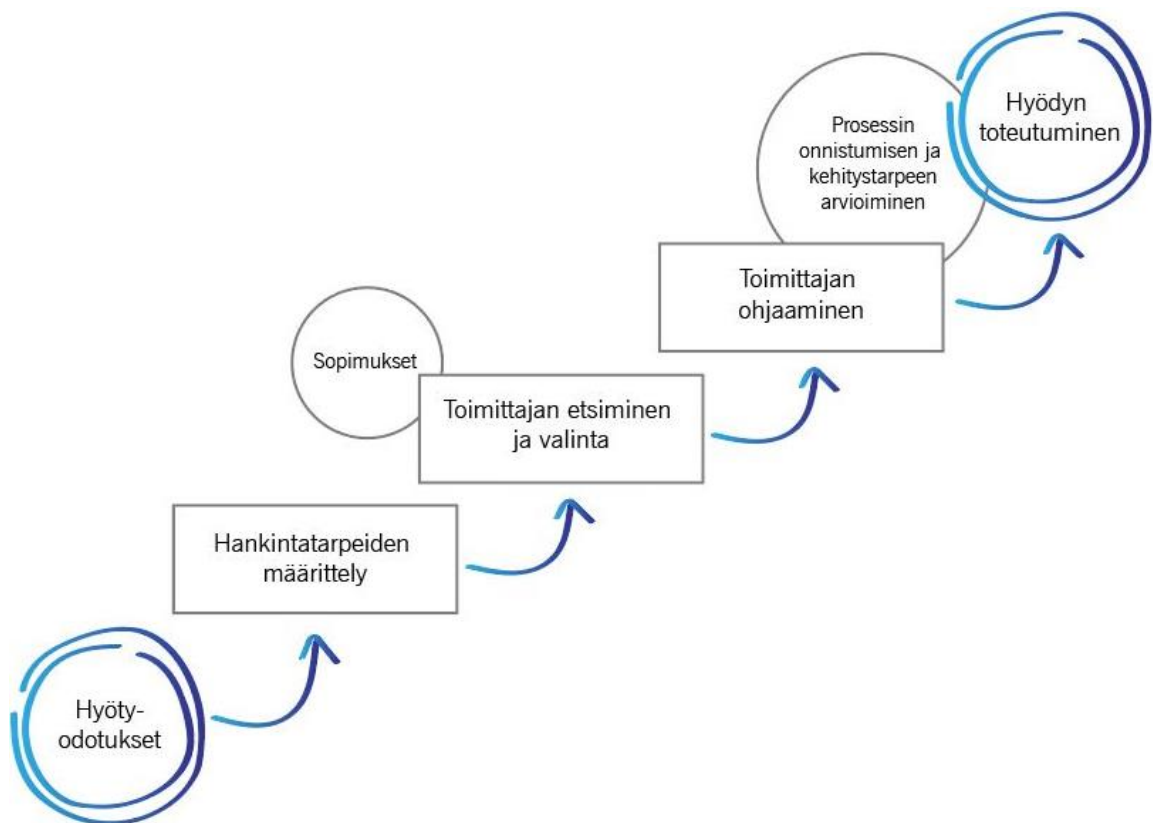 Hyödyn
toteutuminen
Prosessin
onnistumisen ja
kehitystarpeen
arvioiminen
Toimittajan
ohjaaminen
Sopimukset
Toimittajan etsiminen
ja valinta
Hankintatarpeiden
määrittely
Hyöty-
odotukset